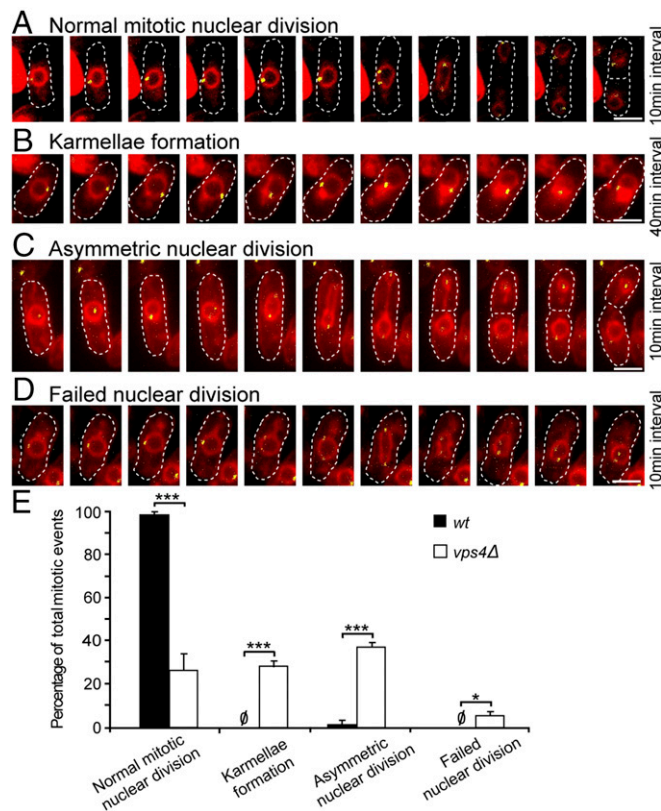 A Normal mitotic nuclear division
10min interval
B Karmellae formation
40min interval
C Asymmetric nuclear division
10min interval
D Failed nuclear division
10min interval
E
Percentage of total mitotic events
100
80
60
40
20
0
***
***
***
*
Ø
Ø
wt
vps4Δ
Normal mitotic
nuclear division
Karmellae
formation
Asymmetric
nuclear division
Failed
nuclear division